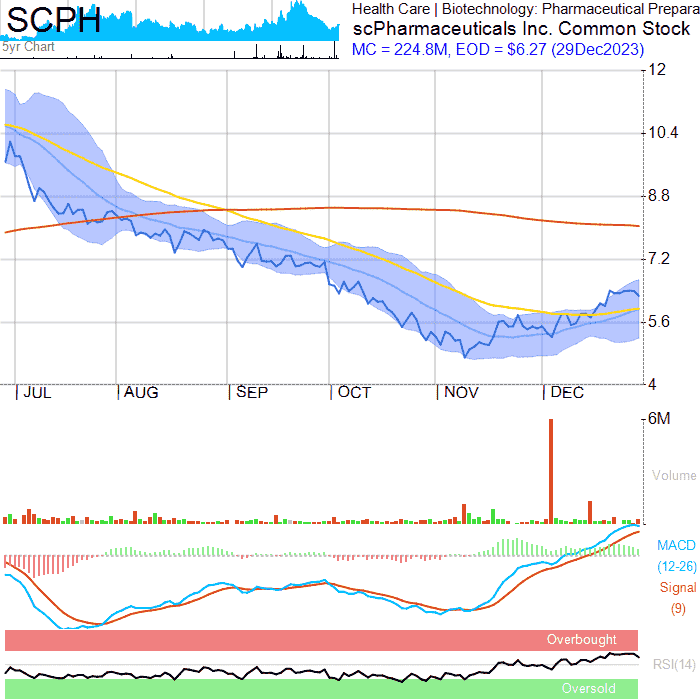 SCPH
5yr Chart
Health Care | Biotechnology: Pharmaceutical Prepara
scPharmaceuticals Inc. Common Stock
MC = 224.8M, EOD = $6.27 (29Dec2023)
12
10.4
8.8
7.2
5.6
4
JUL AUG SEP OCT NOV DEC
6M
Volume
MACD
(12-26)
Signal
(9)
Overbought
RSI(14)
Oversold